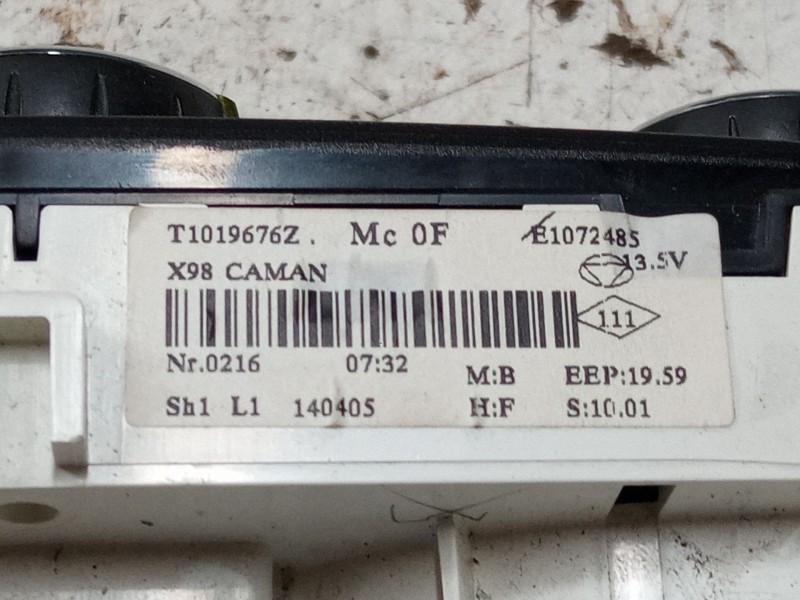 T1019676Z . Mc 0F E1072485
X98 CAMAN 13.5V
111
Nr.0216 07:32 M:B EEP:19.59
Sh1 L1 140405 H:F S:10.01